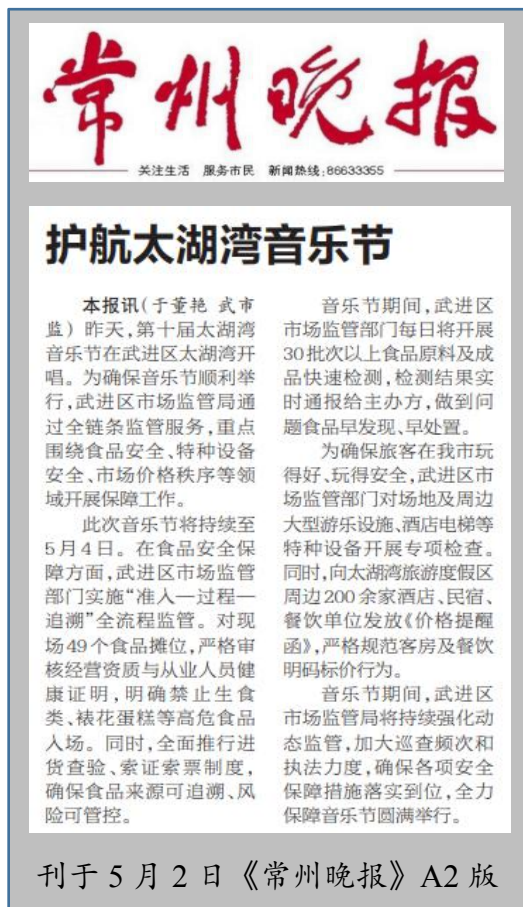 常州晚报
关注生活 服务市民 新闻热线:86633355
护航太湖湾音乐节
本报讯(于董艳 武市
监) 昨天,第十届太湖湾
音乐节在武进区太湖湾开
唱。为确保音乐节顺利举
行,武进区市场监管局通
过全链条监管服务,重点
围绕食品安全、特种设备
安全、市场价格秩序等领
域开展保障工作。
此次音乐节将持续至
5月4日。在食品安全保
障方面,武进区市场监管
部门实施“准入—过程—
追溯”全流程监管。对现
场49个食品摊位,严格审
核经营资质与从业人员健
康证明,明确禁止生食
类、裱花蛋糕等高危食品
入场。同时,全面推行进
货查验、索证索票制度,
确保食品来源可追溯、风
险可管控。
音乐节期间,武进区
市场监管部门每日将开展
30批次以上食品原料及成
品快速检测,检测结果实
时通报给主办方,做到问
题食品早发现、早处置。
为确保旅客在我市玩
得好、玩得安全,武进区市
场监管部门对场地及周边
大型游乐设施、酒店电梯等
特种设备开展专项检查。
同时,向太湖湾旅游度假区
周边200余家酒店、民宿、
餐饮单位发放《价格提醒
函》,严格规范客房及餐饮
明码标价行为。
音乐节期间,武进区
市场监管局将持续强化动
态监管,加大巡查频次和
执法力度,确保各项安全
保障措施落实到位,全力
保障音乐节圆满举行。
刊于5月2日《常州晚报》A2版